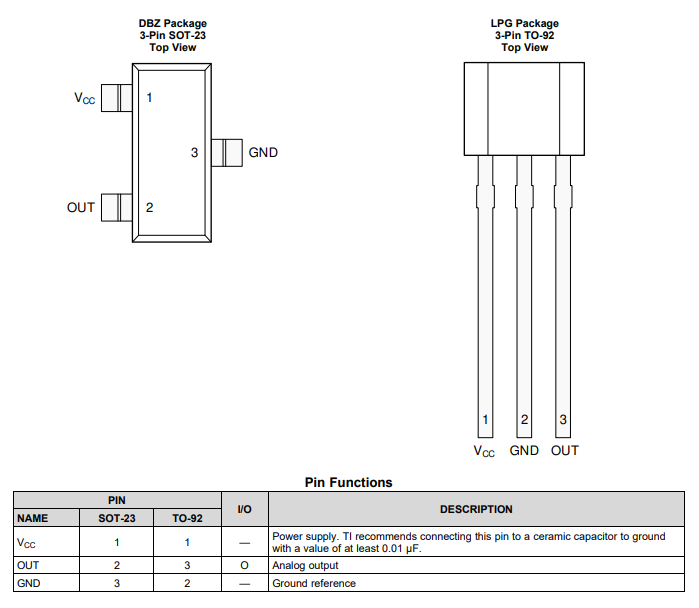 DBZ Package
3-Pin SOT-23
Top View
VCC
1
3
GND
OUT
2
LPG Package
3-Pin TO-92
Top View
1 2 3
VCC GND OUT
Pin Functions
PIN I/O DESCRIPTION
NAME SOT-23 TO-92
VCC 1 1 — Power supply. TI recommends connecting this pin to a ceramic capacitor to ground
with a value of at least 0.01 µF.
OUT 2 3 O Analog output
GND 3 2 — Ground reference